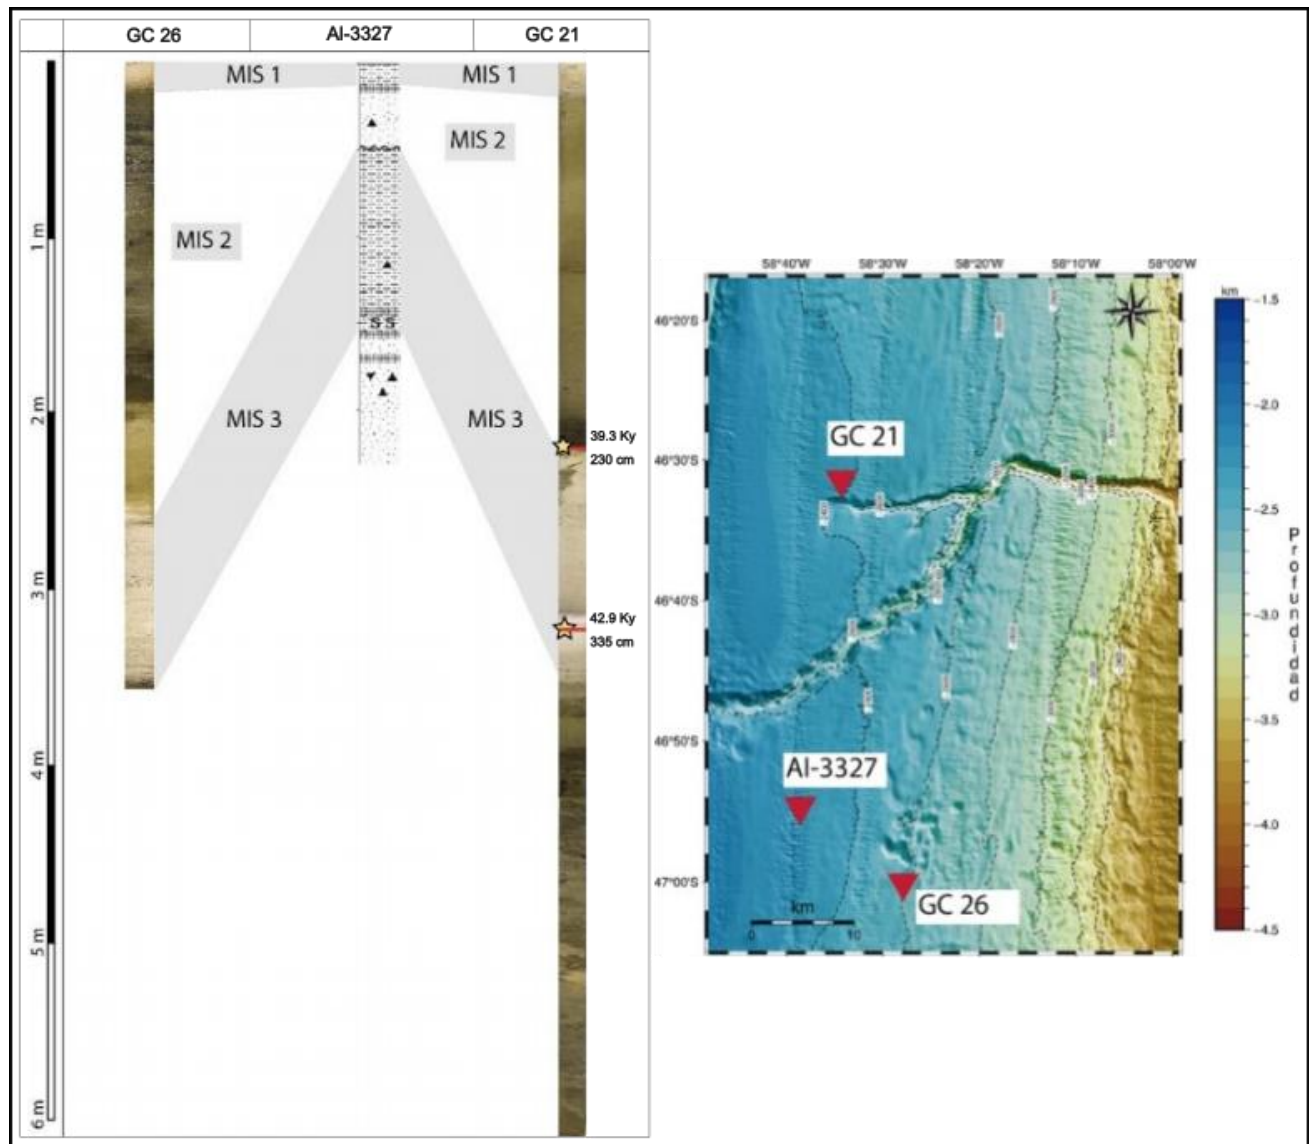 GC 26
AI-3327
GC 21
MIS 1
MIS 1
MIS 2
MIS 2
MIS 3
MIS 3
S S
39.3 Ky
230 cm
42.9 Ky
335 cm
1 m
2 m
3 m
4 m
5 m
6 m
58°40'W
58°30'W
58°20'W
58°10'W
58°00'W
46°20'S
46°30'S
46°40'S
46°50'S
47°00'S
GC 21
AI-3327
GC 26
km
0
10
km
-1.5
-2.0
-2.5
-3.0
-3.5
-4.0
-4.5
Profundidad